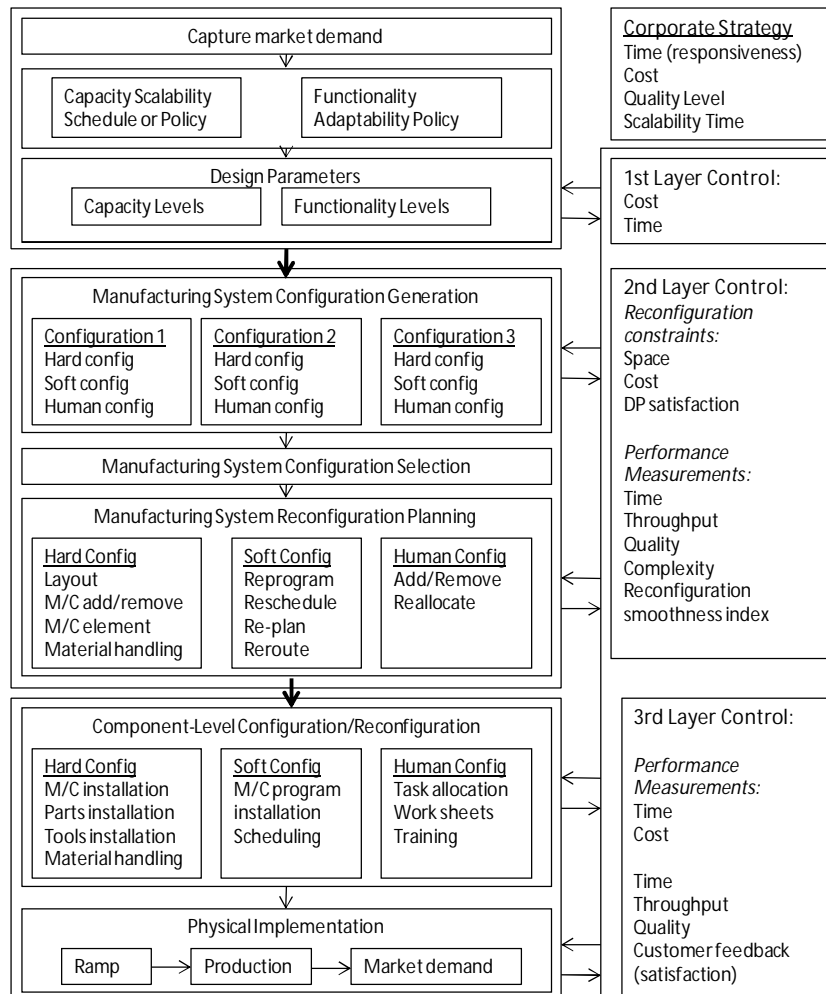 Capture market demand
Capacity Scalability
Schedule or Policy
Functionality
Adaptability Policy
Design Parameters
Capacity Levels
Functionality Levels
Manufacturing System Configuration Generation
Configuration 1
Hard config
Soft config
Human config
Configuration 2
Hard config
Soft config
Human config
Configuration 3
Hard config
Soft config
Human config
Manufacturing System Configuration Selection
Manufacturing System Reconfiguration Planning
Hard Config
Layout
M/C add/remove
M/C element
Material handling
Soft Config
Reprogram
Reschedule
Re-plan
Reroute
Human Config
Add/Remove
Reallocate
Component-Level Configuration/Reconfiguration
Hard Config
M/C installation
Parts installation
Tools installation
Material handling
Soft Config
M/C program
installation
Scheduling
Human Config
Task allocation
Work sheets
Training
Physical Implementation
Ramp
Production
Market demand
Corporate Strategy
Time (responsiveness)
Cost
Quality Level
Scalability Time
1st Layer Control:
Cost
Time
2nd Layer Control:
Reconfiguration
constraints:
Space
Cost
DP satisfaction
Performance
Measurements:
Time
Throughput
Quality
Complexity
Reconfiguration
smoothness index
3rd Layer Control:
Performance
Measurements:
Time
Cost
Time
Throughput
Quality
Customer feedback
(satisfaction)